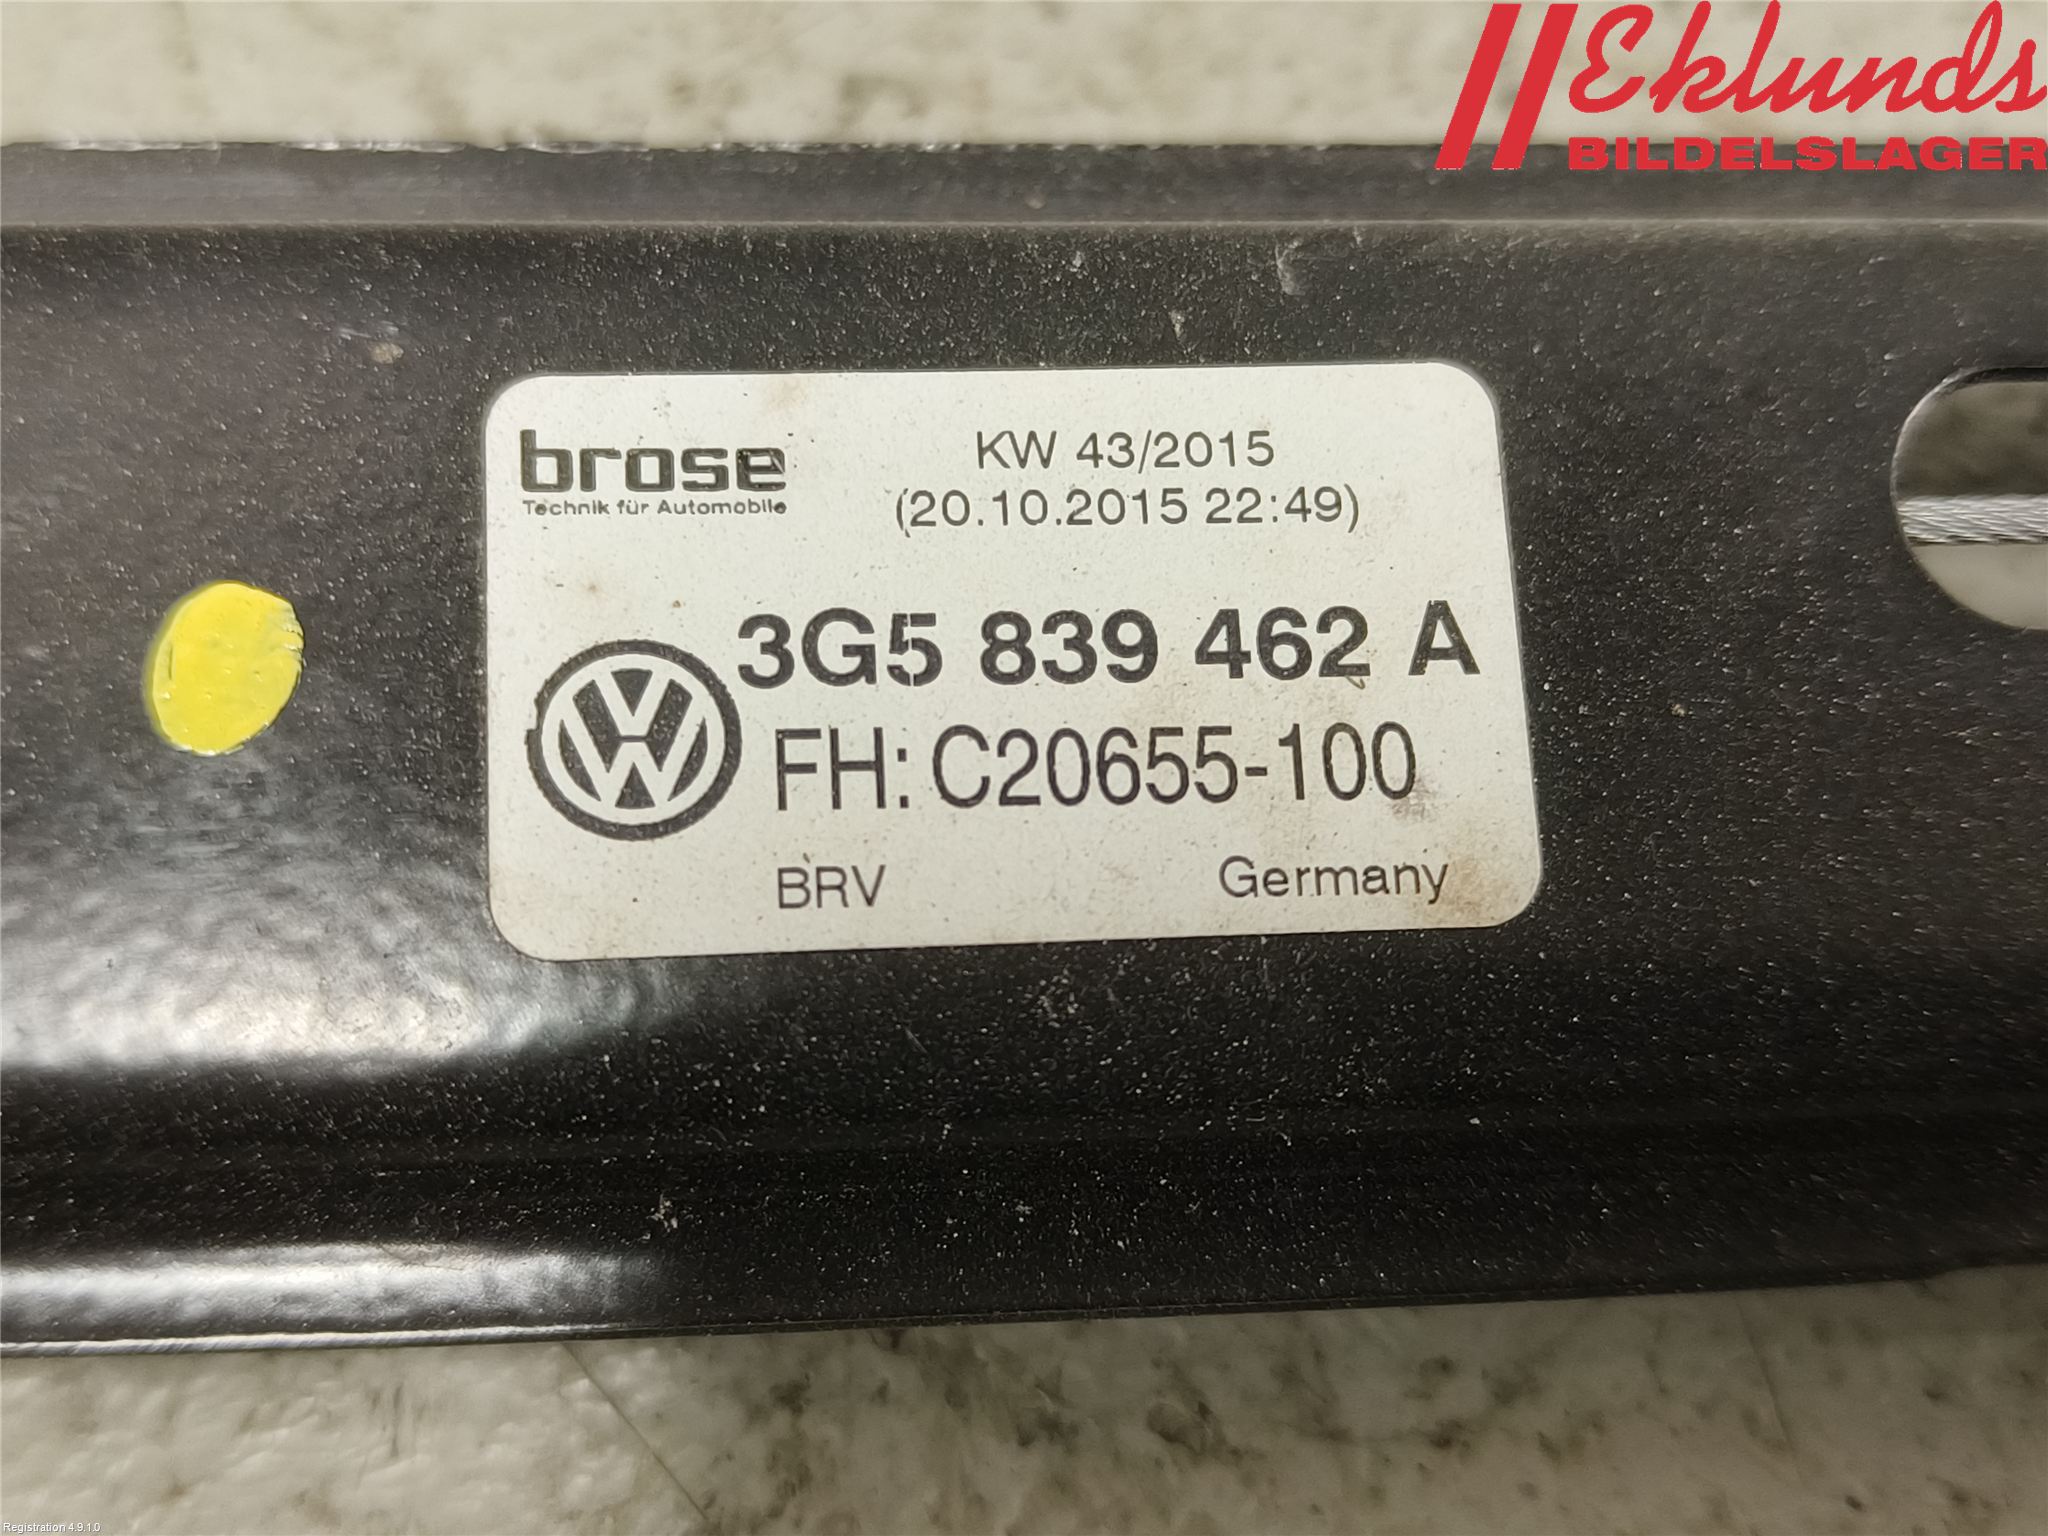 Eklunds
BILDELSLAGER
brose
Technik für Automobile
KW 43/2015
(20.10.2015 22:49)
3G5 839 462 A
FH: C20655-100
BRV
Germany
Registration 4.9.1.0